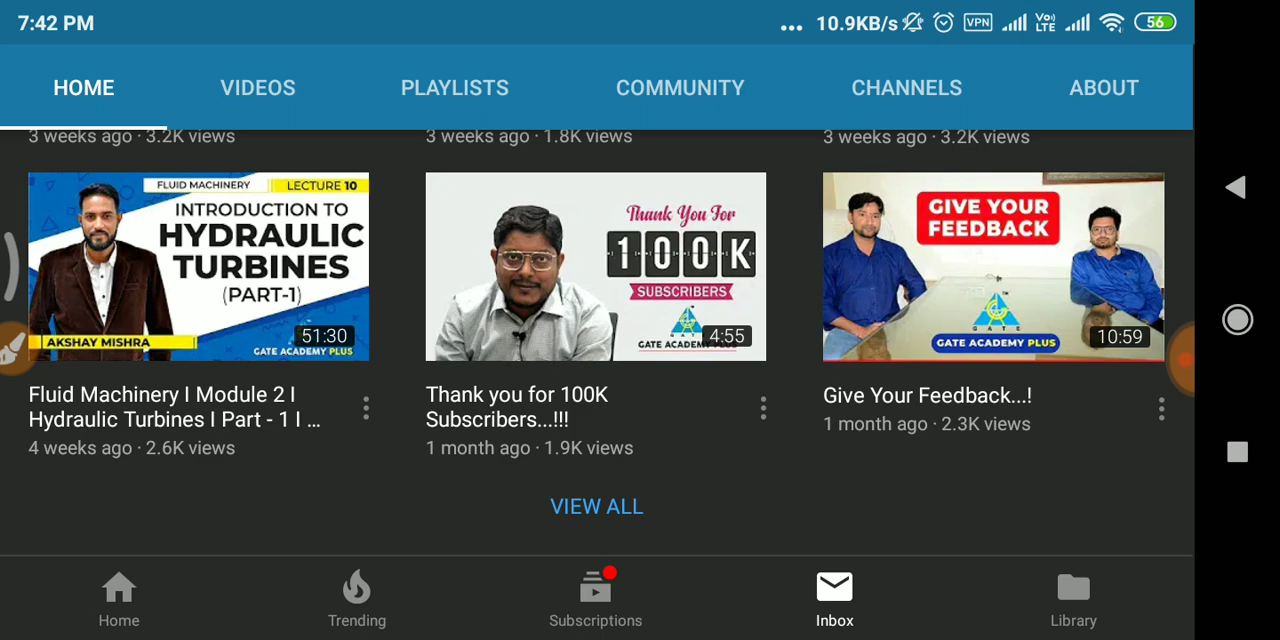 7:42 PM
... 10.9KB/s VPN Vo) LTE 56
HOME VIDEOS PLAYLISTS COMMUNITY CHANNELS ABOUT
3 weeks ago · 3.2K views
3 weeks ago · 1.8K views
3 weeks ago · 3.2K views
FLUID MACHINERY LECTURE 10
INTRODUCTION TO
HYDRAULIC
TURBINES
(PART-1)
51:30
AKSHAY MISHRA
GATE ACADEMY PLUS
Thank You For
100K
SUBSCRIBERS
GATE
4:55
GATE ACADEMY PLUS
GIVE YOUR
FEEDBACK
GATE
10:59
GATE ACADEMY PLUS
Fluid Machinery I Module 2 I
Hydraulic Turbines I Part - 1 I ...
4 weeks ago · 2.6K views
Thank you for 100K
Subscribers...!!!
1 month ago · 1.9K views
Give Your Feedback...!
1 month ago · 2.3K views
VIEW ALL
Home Trending Subscriptions Inbox Library